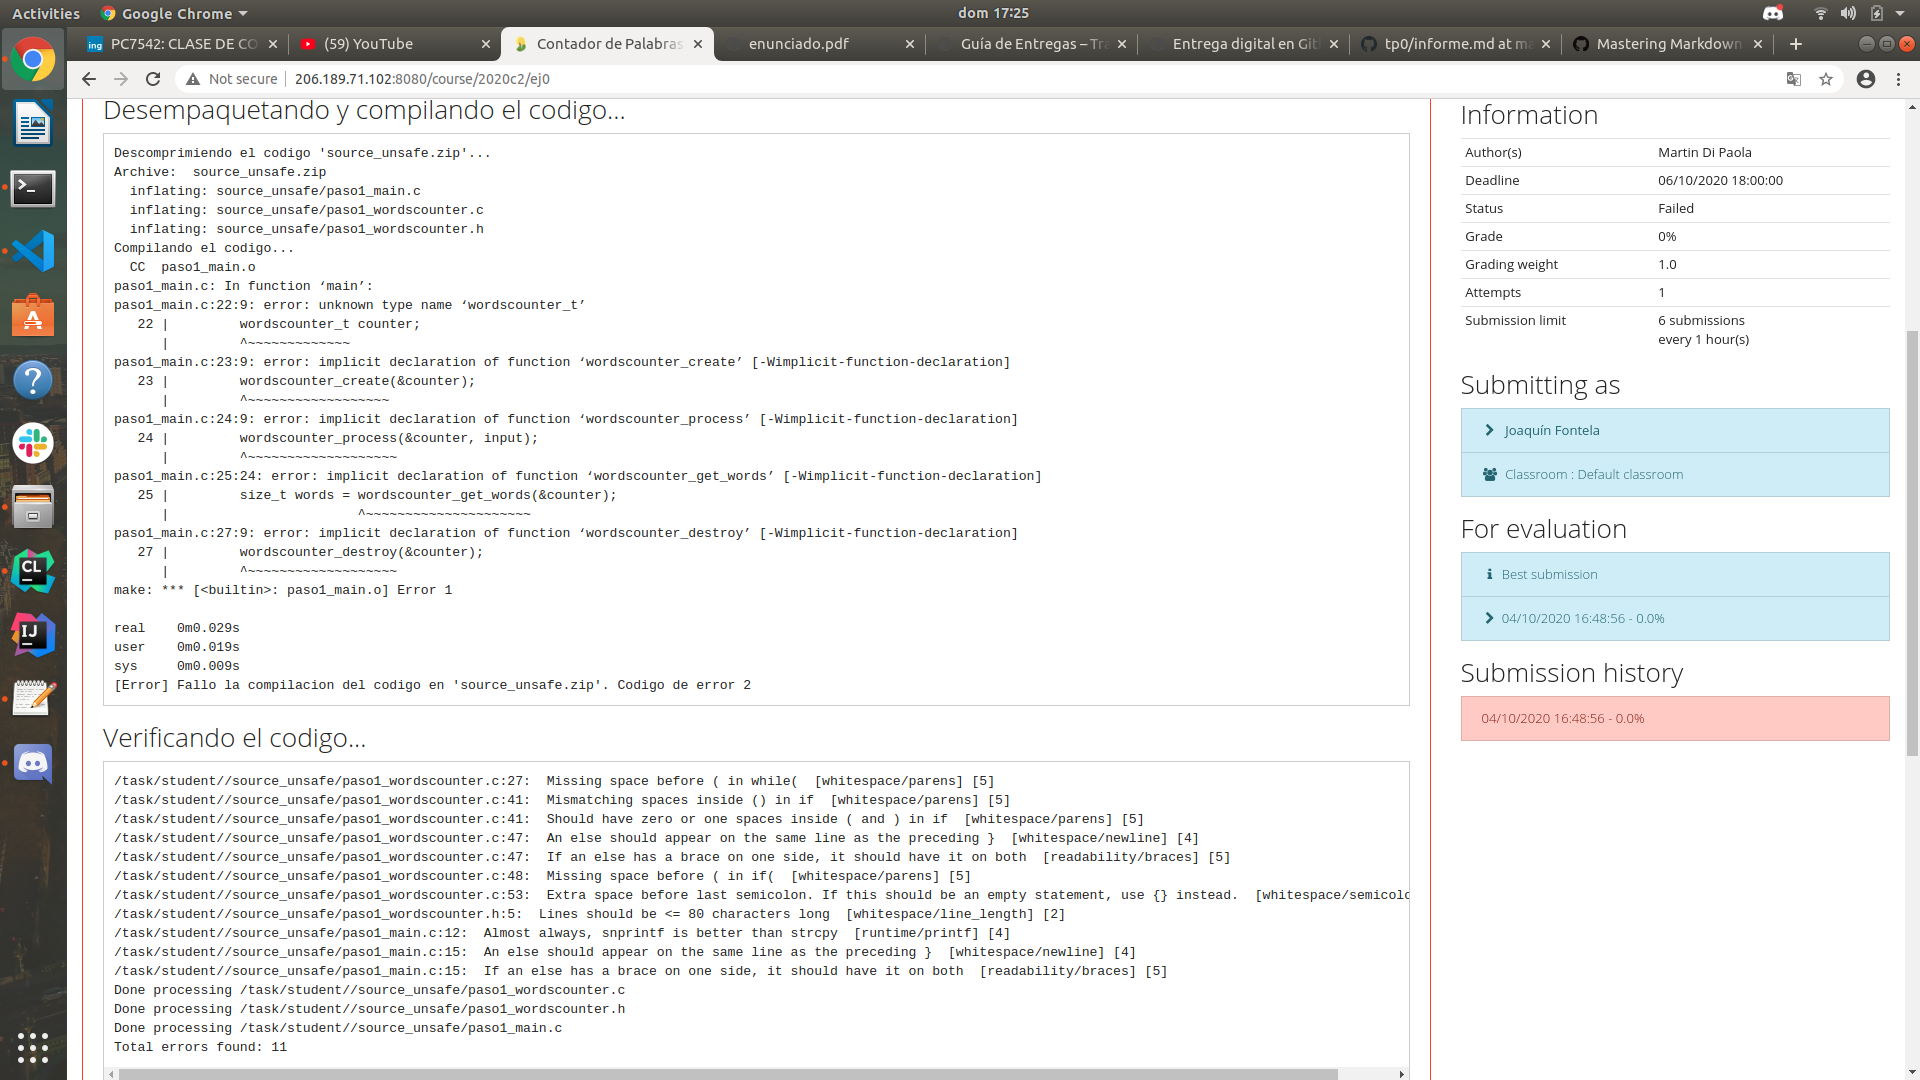 Activities
Google Chrome
dom 17:25
PC7542: CLASE DE CO
(59) YouTube
Contador de Palabras
enunciado.pdf
Guía de Entregas – Tra
Entrega digital en Git
tp0/informe.md at ma
Mastering Markdown
Not secure
206.189.71.102:8080/course/2020c2/ej0
Desempaquetando y compilando el codigo...
Descomprimiendo el codigo 'source_unsafe.zip'...
Archive:  source_unsafe.zip
  inflating: source_unsafe/paso1_main.c
  inflating: source_unsafe/paso1_wordscounter.c
  inflating: source_unsafe/paso1_wordscounter.h
Compilando el codigo...
  CC  paso1_main.o
paso1_main.c: In function ‘main’:
paso1_main.c:22:9: error: unknown type name ‘wordscounter_t’
   22 |         wordscounter_t counter;
      |         ^~~~~~~~~~~~~~
paso1_main.c:23:9: error: implicit declaration of function ‘wordscounter_create’ [-Wimplicit-function-declaration]
   23 |         wordscounter_create(&counter);
      |         ^~~~~~~~~~~~~~~~~~~
paso1_main.c:24:9: error: implicit declaration of function ‘wordscounter_process’ [-Wimplicit-function-declaration]
   24 |         wordscounter_process(&counter, input);
      |         ^~~~~~~~~~~~~~~~~~~~
paso1_main.c:25:24: error: implicit declaration of function ‘wordscounter_get_words’ [-Wimplicit-function-declaration]
   25 |         size_t words = wordscounter_get_words(&counter);
      |                        ^~~~~~~~~~~~~~~~~~~~~~
paso1_main.c:27:9: error: implicit declaration of function ‘wordscounter_destroy’ [-Wimplicit-function-declaration]
   27 |         wordscounter_destroy(&counter);
      |         ^~~~~~~~~~~~~~~~~~~~
make: *** [<builtin>: paso1_main.o] Error 1
real    0m0.029s
user    0m0.019s
sys     0m0.009s
[Error] Fallo la compilacion del codigo en 'source_unsafe.zip'. Codigo de error 2
Verificando el codigo...
/task/student//source_unsafe/paso1_wordscounter.c:27:  Missing space before ( in while(  [whitespace/parens] [5]
/task/student//source_unsafe/paso1_wordscounter.c:41:  Mismatching spaces inside () in if  [whitespace/parens] [5]
/task/student//source_unsafe/paso1_wordscounter.c:41:  Should have zero or one spaces inside ( and ) in if  [whitespace/parens] [5]
/task/student//source_unsafe/paso1_wordscounter.c:47:  An else should appear on the same line as the preceding }  [whitespace/newline] [4]
/task/student//source_unsafe/paso1_wordscounter.c:47:  If an else has a brace on one side, it should have it on both  [readability/braces] [5]
/task/student//source_unsafe/paso1_wordscounter.c:48:  Missing space before ( in if(  [whitespace/parens] [5]
/task/student//source_unsafe/paso1_wordscounter.c:53:  Extra space before last semicolon. If this should be an empty statement, use {} instead.  [whitespace/semicolo
/task/student//source_unsafe/paso1_wordscounter.h:5:  Lines should be <= 80 characters long  [whitespace/line_length] [2]
/task/student//source_unsafe/paso1_main.c:12:  Almost always, snprintf is better than strcpy  [runtime/printf] [4]
/task/student//source_unsafe/paso1_main.c:15:  An else should appear on the same line as the preceding }  [whitespace/newline] [4]
/task/student//source_unsafe/paso1_main.c:15:  If an else has a brace on one side, it should have it on both  [readability/braces] [5]
Done processing /task/student//source_unsafe/paso1_wordscounter.c
Done processing /task/student//source_unsafe/paso1_wordscounter.h
Done processing /task/student//source_unsafe/paso1_main.c
Total errors found: 11
Information
Author(s) Martin Di Paola
Deadline 06/10/2020 18:00:00
Status Failed
Grade 0%
Grading weight 1.0
Attempts 1
Submission limit 6 submissions
every 1 hour(s)
Submitting as
Joaquín Fontela
Classroom : Default classroom
For evaluation
Best submission
04/10/2020 16:48:56 - 0.0%
Submission history
04/10/2020 16:48:56 - 0.0%